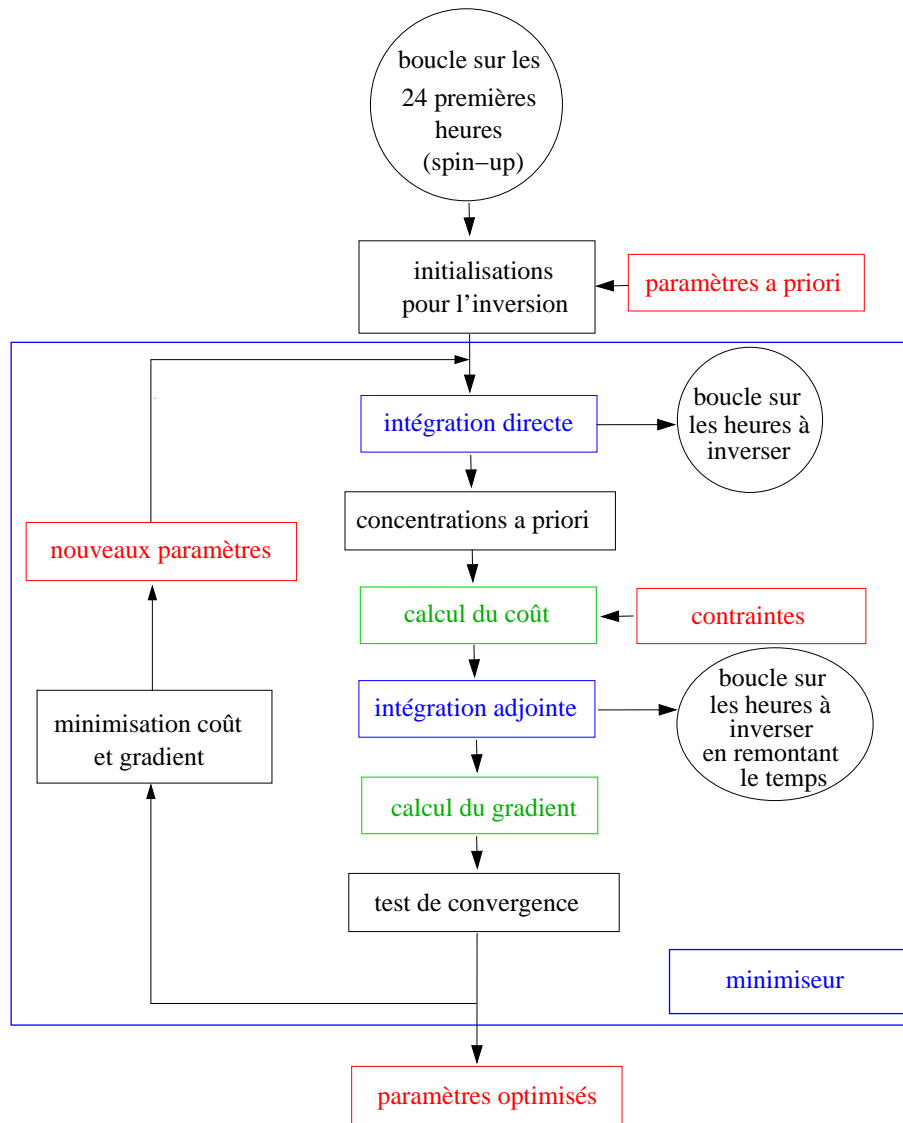 boucle sur les
24 premières
heures
(spin−up)
initialisations
pour l’inversion
paramètres a priori
intégration directe
boucle sur
les heures à
inverser
concentrations a priori
nouveaux paramètres
calcul du coût
contraintes
intégration adjointe
boucle sur
les heures à
inverser
en remontant
le temps
minimisation coût
et gradient
calcul du gradient
test de convergence
minimiseur
paramètres optimisés